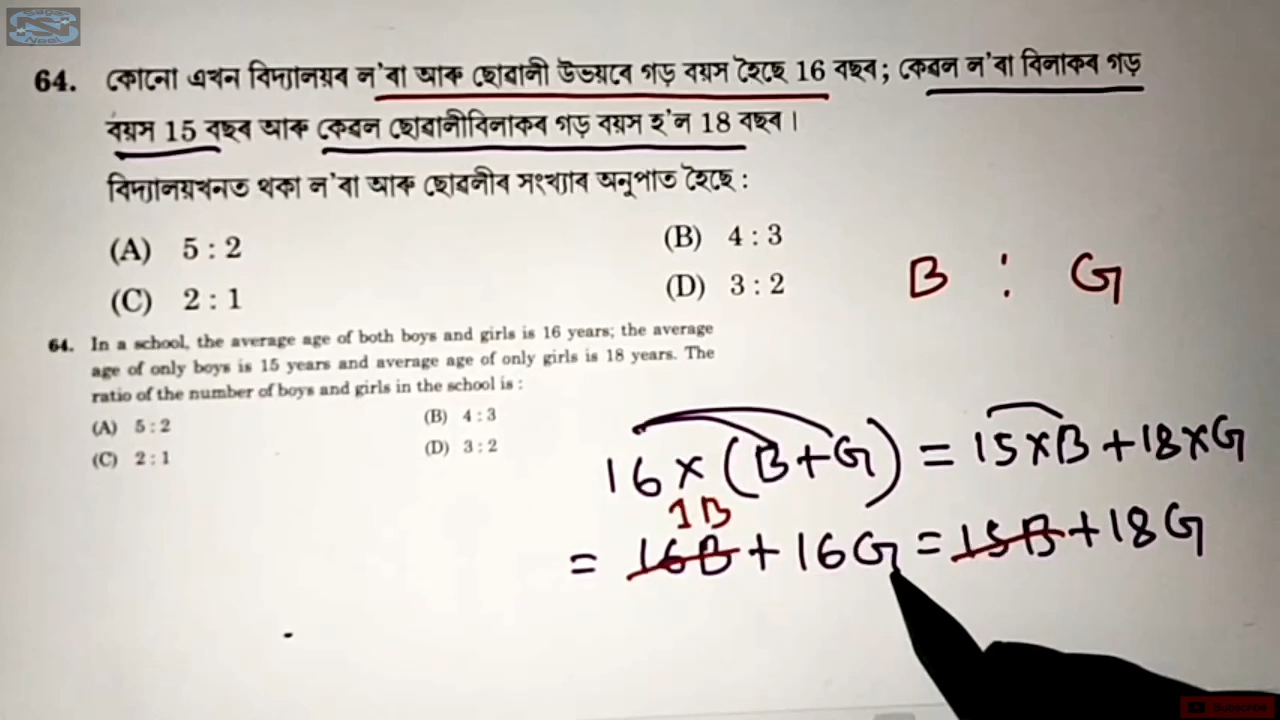 64. কোনো এখন বিদ্যালয়ৰ ল'ৰা আৰু ছোৱালী উভয়ৰে গড় বয়স হৈছে 16 বছৰ; কেৱল ল'ৰা বিলাকৰ গড়
বয়স 15 বছৰ আৰু কেৱল ছোৱালীবিলাকৰ গড় বয়স হ'ল 18 বছৰ।
বিদ্যালয়খনত থকা ল'ৰা আৰু ছোৱলীৰ সংখ্যাৰ অনুপাত হৈছে :
(A) 5 : 2 (B) 4 : 3
(C) 2 : 1 (D) 3 : 2
B : G
64. In a school, the average age of both boys and girls is 16 years; the average
age of only boys is 15 years and average age of only girls is 18 years. The
ratio of the number of boys and girls in the school is :
(A) 5 : 2 (B) 4 : 3
(C) 2 : 1 (D) 3 : 2
16 × (B+G) = 15×B + 18×G
1B
= 16B + 16G = 15B + 18G
Subscribe